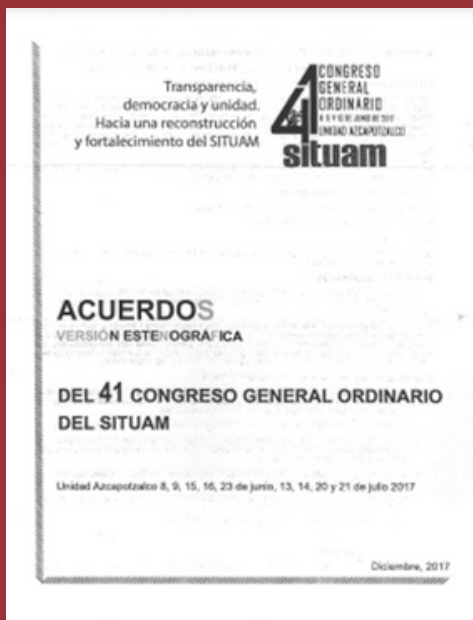 Transparencia,
democracia y unidad.
Hacia una reconstrucción
y fortalecimiento del SITUAM
41
CONGRESO
GENERAL
ORDINARIO
UNIDAD AZCAPOTZALCO
situam
ACUERDOS
VERSIÓN ESTENOGRAFICA
DEL 41 CONGRESO GENERAL ORDINARIO
DEL SITUAM
Unidad Azcapotzalco 8, 9, 15, 16, 23 de junio, 13, 14, 20 y 21 de julio 2017
Diciembre, 2017